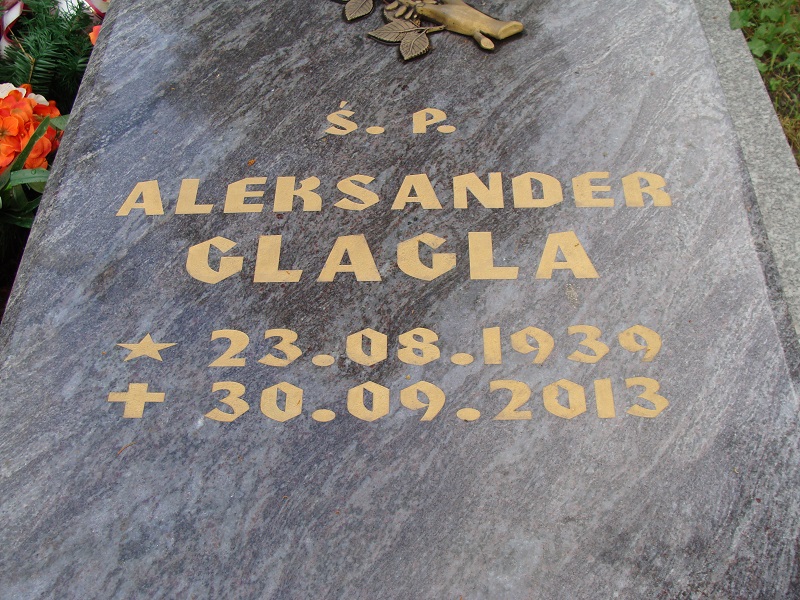 Ś. P.
ALEKSANDER
GLAGLA
★ 23.08.1939
✝ 30.09.2013